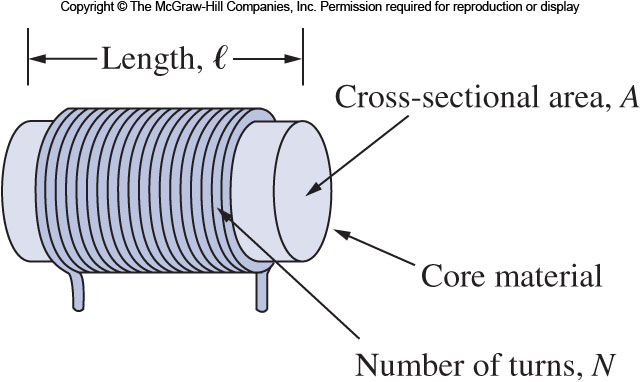 Copyright © The McGraw-Hill Companies, Inc. Permission required for reproduction or display
Length, ℓ
Cross-sectional area, A
Core material
Number of turns, N